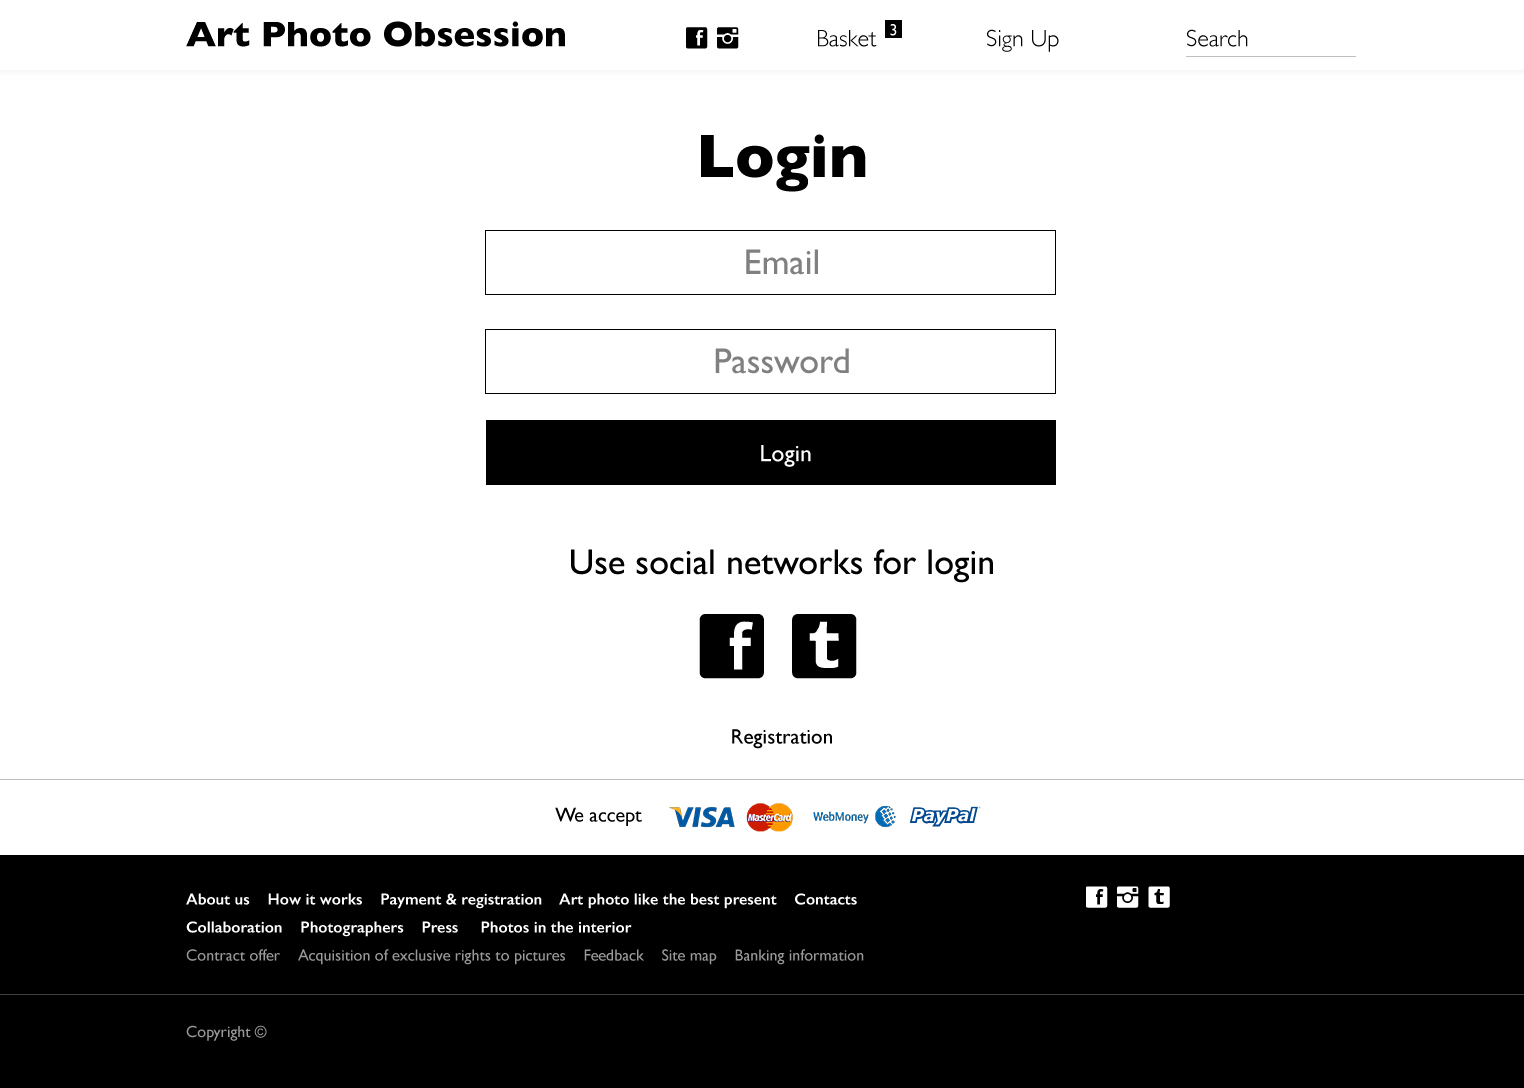 Art Photo Obsession
Basket 3
Sign Up
Search
Login
Email
Password
Login
Use social networks for login
f t
Registration
We accept VISA MasterCard WebMoney PayPal
About us How it works Payment & registration Art photo like the best present Contacts
Collaboration Photographers Press Photos in the interior
Contract offer Acquisition of exclusive rights to pictures Feedback Site map Banking information
Copyright ©